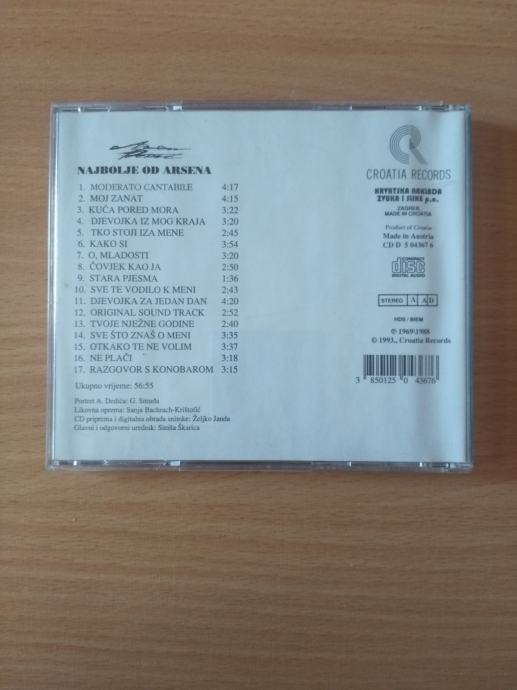 NAJBOLJE OD ARSENA
1. MODERATO CANTABILE 4:17
2. MOJ ZANAT 4:15
3. KUĆA PORED MORA 3:22
4. DJEVOJKA IZ MOG KRAJA 3:20
5. TKO STOJI IZA MENE 2:45
6. KAKO SI 3:54
7. O, MLADOSTI 3:20
8. ČOVJEK KAO JA 2:50
9. STARA PJESMA 1:36
10. SVE TE VODILO K MENI 2:40
11. DJEVOJKA ZA JEDAN DAN 4:20
12. ORIGINAL SOUND TRACK 2:52
13. TVOJE NJEŽNE GODINE 2:40
14. SVE ŠTO ZNAŠ O MENI 3:35
15. OTKAKO TE NE VOLIM 3:37
16. NE PLAČI 3:18
17. RAZGOVOR S KONOBAROM 3:15
Ukupno vrijeme: 56:55
Portret A. Dedića: G. Smuđa
Likovna oprema: Sanja Bachrach-Krištofić
CD priprema i digitalna obrada snimke: Željko Janda
Glavni i odgovorni urednik: Siniša Škarica
CROATIA RECORDS
HRVATSKA NAKLADA
ZVUKA I SLIKE p.o.
ZAGREB
MADE IN CROATIA
Product of Croatia
Made in Austria
CD D 5 04367 6
COMPACT
disc
DIGITAL AUDIO
STEREO A A D
HDS / BIEM
℗ 1969-1988
© 1993., Croatia Records
3 850125 043676